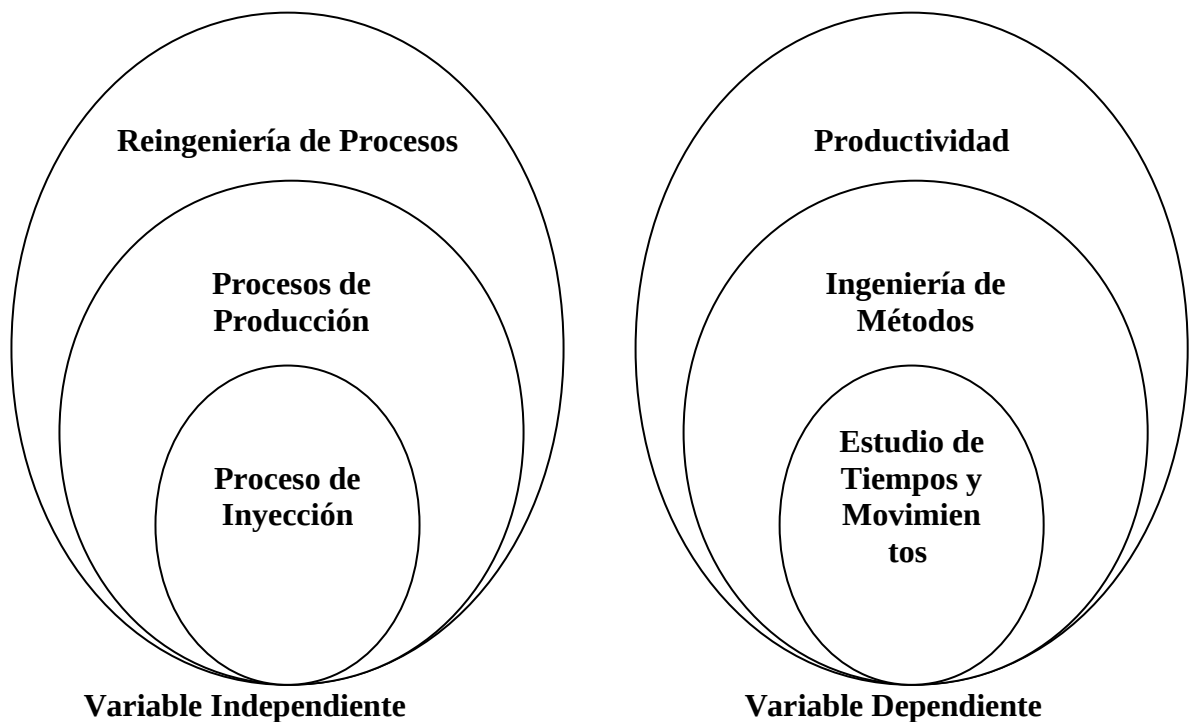 Reingeniería de Procesos
Procesos de
Producción
Proceso de
Inyección
Variable Independiente
Productividad
Ingeniería de
Métodos
Estudio de
Tiempos y
Movimien
tos
Variable Dependiente